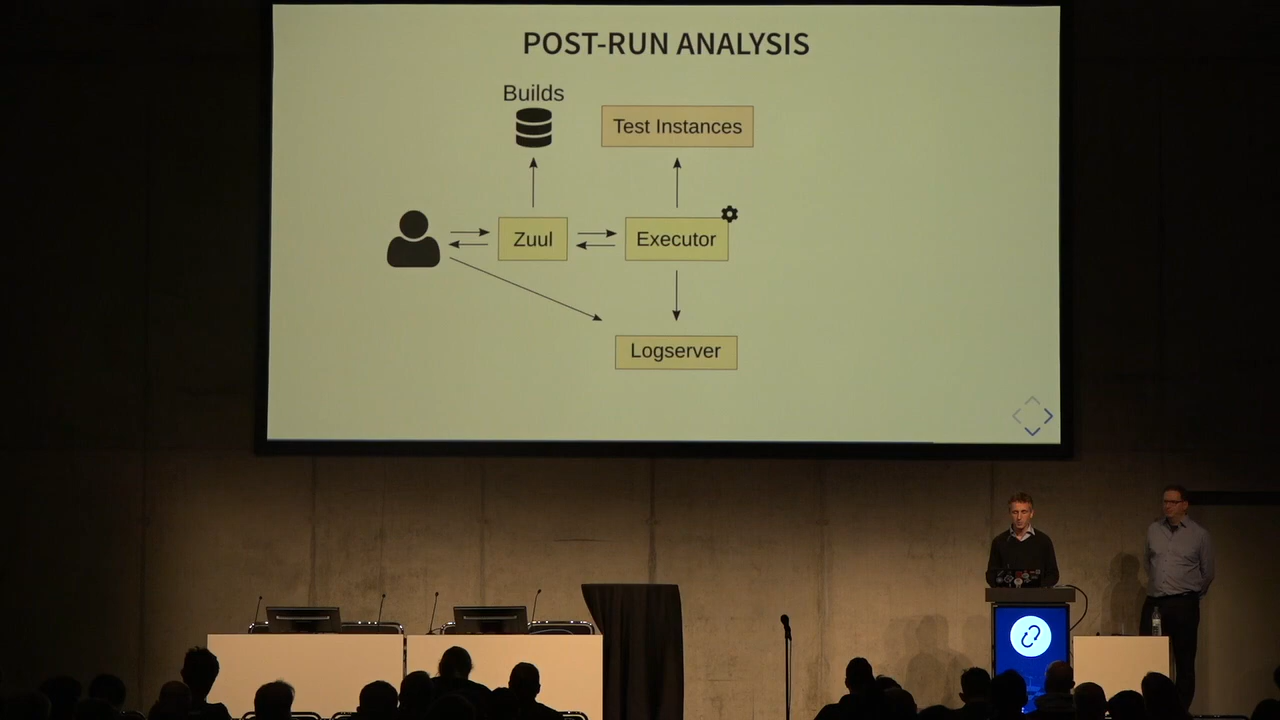 POST-RUN ANALYSIS
Builds
Test Instances
Zuul
Executor
Logserver